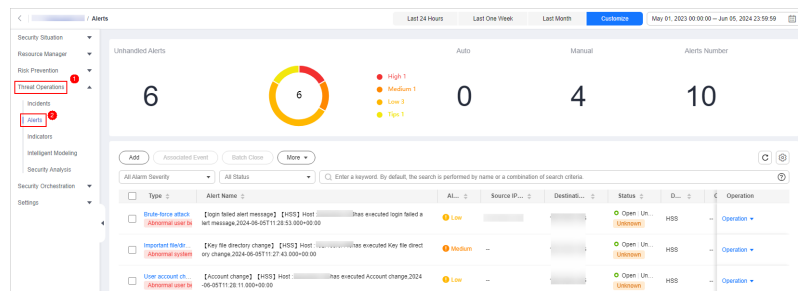 / Alerts
Last 24 Hours
Last One Week
Last Month
Customize
May 01, 2023 00:00:00 — Jun 05, 2024 23:59:59
Security Situation
Resource Manager
Risk Prevention
Threat Operations
1
Incidents
Alerts
2
Indicators
Intelligent Modeling
Security Analysis
Security Orchestration
Settings
Unhandled Alerts
Auto
Manual
Alerts Number
6
6
High 1
Medium 1
Low 3
Tips 1
0
4
10
Add
Associated Event
Batch Close
More
All Alarm Severity
All Status
Enter a keyword. By default, the search is performed by name or a combination of search criteria.
Type
Alert Name
Al...
Source IP...
Destinati...
Status
D...
Operation
Brute-force attack
Abnormal user be
【login failed alert message】【HSS】Host
has executed login failed a
lert message,2024-06-05T11:28:53.000+00:00
Low
Open | Un...
Unknown
HSS
--
Operation
Important file/dir...
Abnormal system
【Key file directory change】【HSS】Host
has executed Key file direct
ory change,2024-06-05T11:27:43.000+00:00
Medium
--
Open | Un...
Unknown
HSS
--
Operation
User account ch...
Abnormal user be
【Account change】【HSS】Host
has executed Account change,2024
-06-05T11:28:11.000+00:00
Low
--
Open | Un...
Unknown
HSS
--
Operation